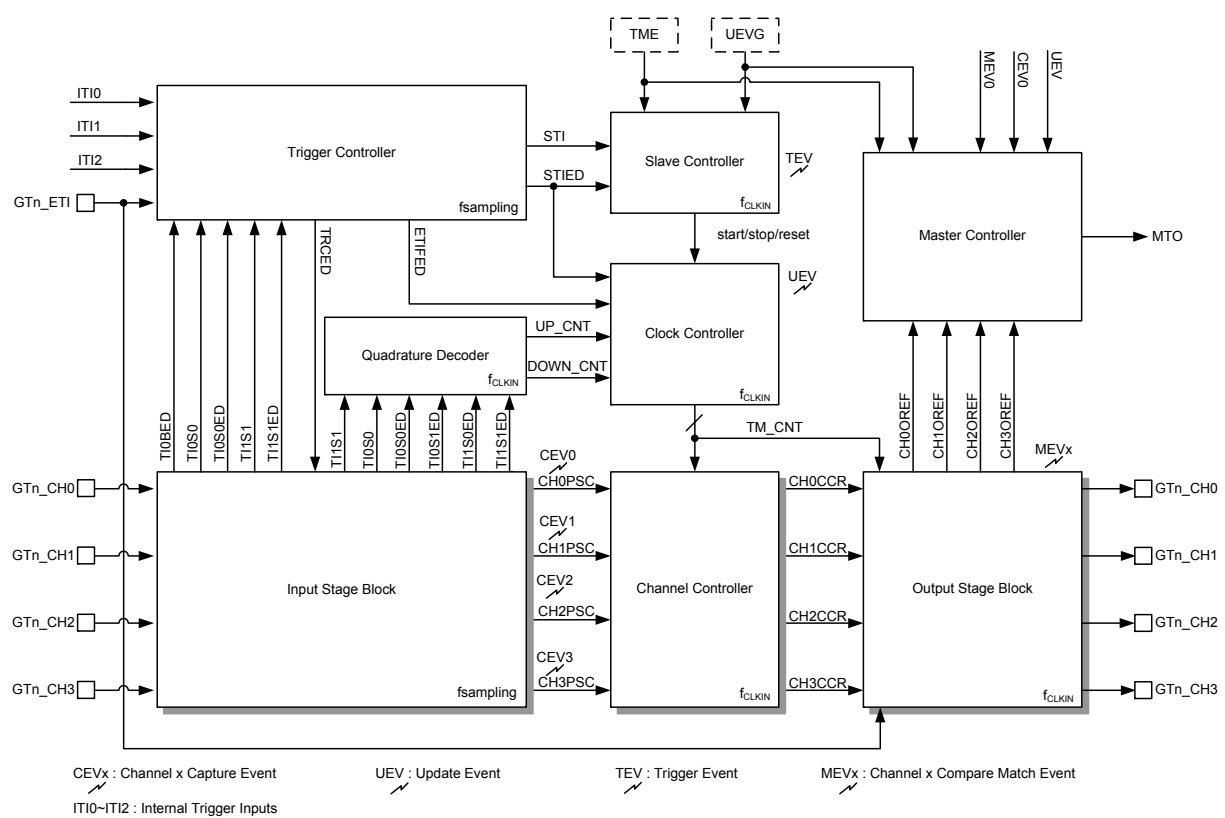 TME
UEVG
MEV0
CEV0
UEV
ITI0
ITI1
ITI2
GTn_ETI
Trigger Controller
fsampling
STI
STIED
Slave Controller
fCLKIN
TEV
start/stop/reset
Master Controller
MTO
TRCED
ETIFED
UEV
Clock Controller
fCLKIN
Quadrature Decoder
fCLKIN
UP_CNT
DOWN_CNT
TM_CNT
TI0BED
TI0S0
TI0S0ED
TI1S1
TI1S1ED
TI1S1
TI0S0
TI0S0ED
TI0S1ED
TI1S0ED
TI1S1ED
CH0OREF
CH1OREF
CH2OREF
CH3OREF
MEVx
GTn_CH0
GTn_CH1
GTn_CH2
GTn_CH3
Input Stage Block
fsampling
CEV0
CH0PSC
CEV1
CH1PSC
CEV2
CH2PSC
CEV3
CH3PSC
Channel Controller
fCLKIN
CH0CCR
CH1CCR
CH2CCR
CH3CCR
Output Stage Block
fCLKIN
GTn_CH0
GTn_CH1
GTn_CH2
GTn_CH3
CEVx : Channel x Capture Event
UEV : Update Event
TEV : Trigger Event
MEVx : Channel x Compare Match Event
ITI0~ITI2 : Internal Trigger Inputs